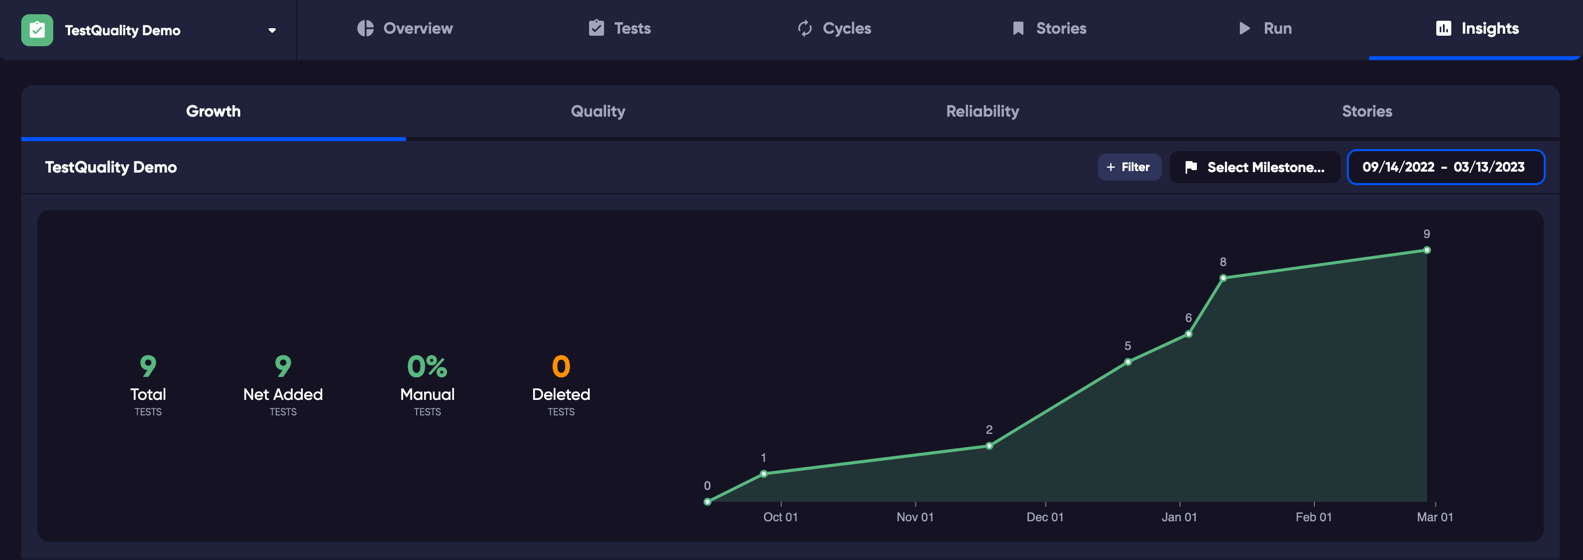 TestQuality Demo
Overview
Tests
Cycles
Stories
Run
Insights
Growth
Quality
Reliability
Stories
TestQuality Demo
+ Filter
Select Milestone...
09/14/2022 - 03/13/2023
9
Total
TESTS
9
Net Added
TESTS
0%
Manual
TESTS
0
Deleted
TESTS
0
1
2
5
6
8
9
Oct 01
Nov 01
Dec 01
Jan 01
Feb 01
Mar 01